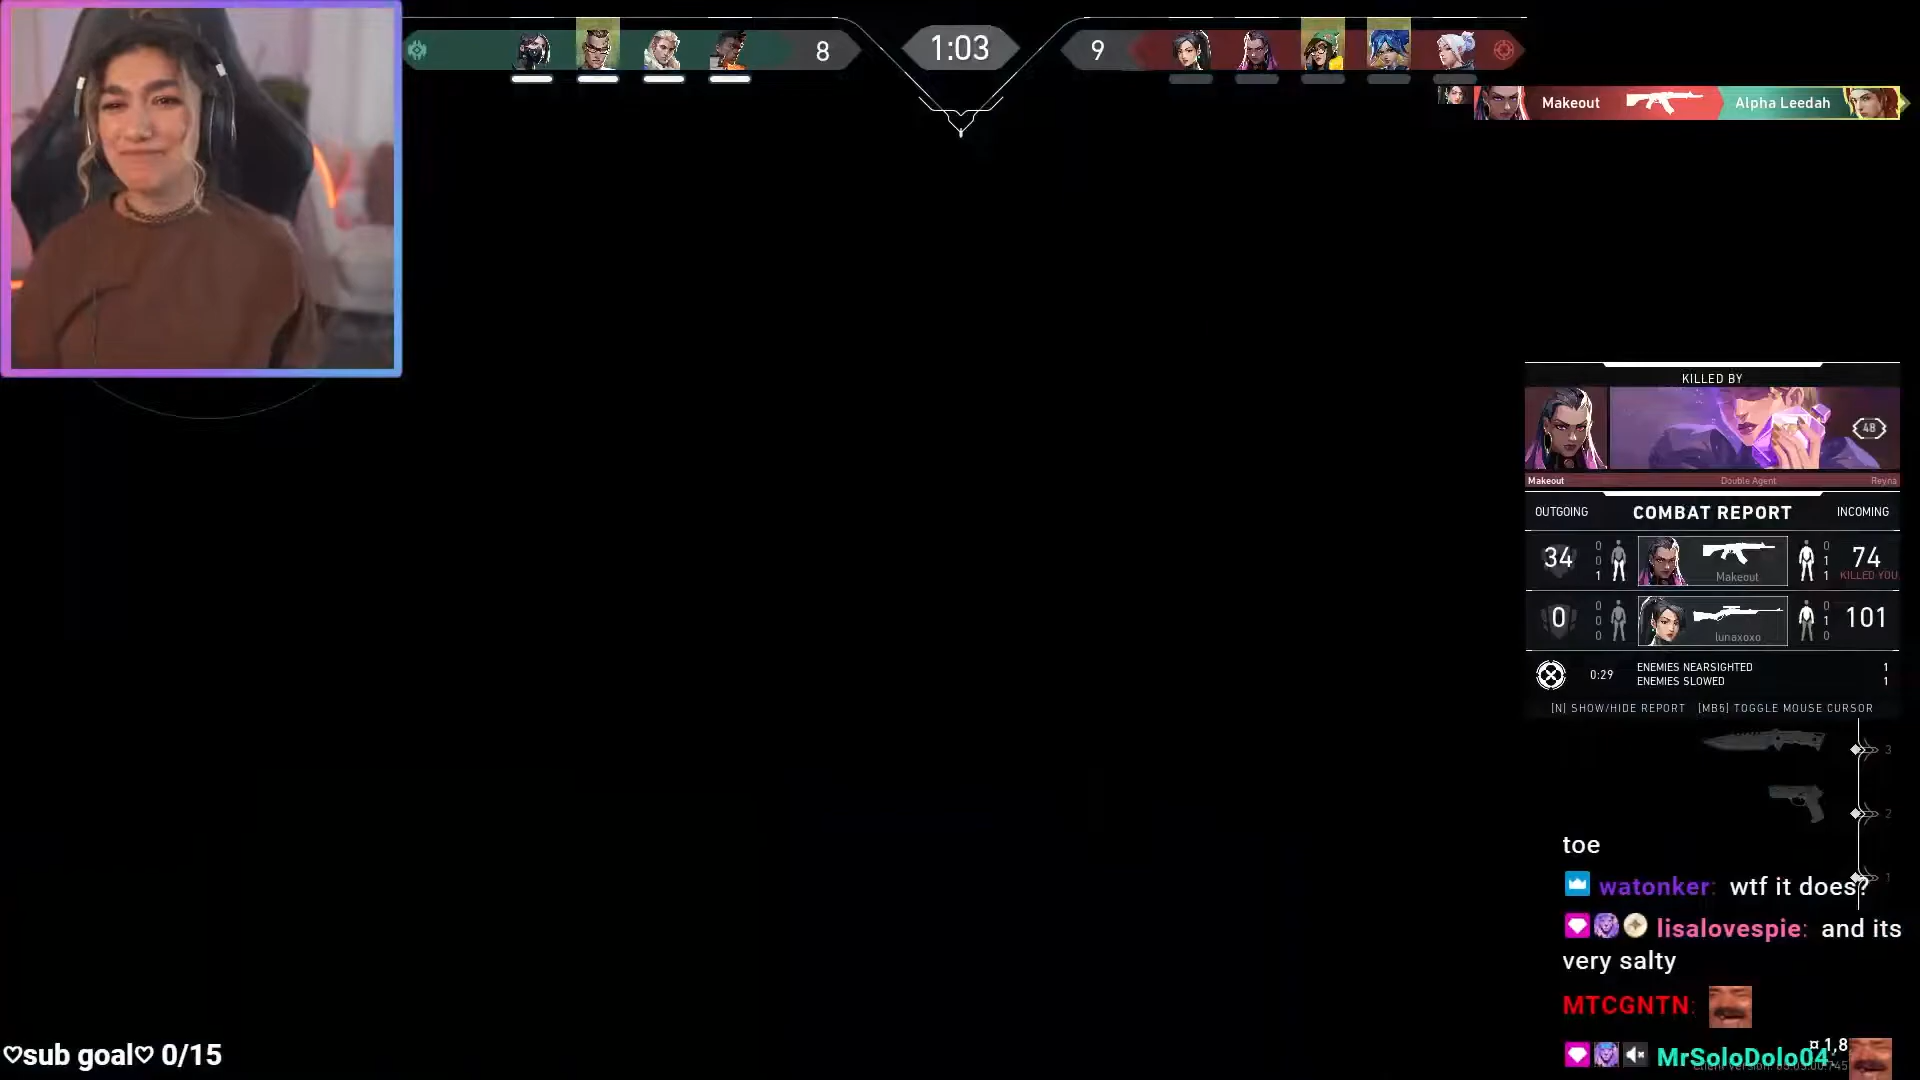 8
1:03
9
Makeout
Alpha Leedah
KILLED BY
48
Makeout
Double Agent
Reyna
OUTGOING
COMBAT REPORT
INCOMING
34
0
0
1
Makeout
0
1
1
74
KILLED YOU
0
0
0
0
lunaxoxo
0
1
0
101
0:29
ENEMIES NEARSIGHTED
1
ENEMIES SLOWED
1
[N] SHOW/HIDE REPORT
[MB5] TOGGLE MOUSE CURSOR
3
2
1
toe
watonker: wtf it does?
lisalovespie: and its
very salty
MTCGNTN:
¤ 1,8
MrSoloDolo04:
♡sub goal♡ 0/15